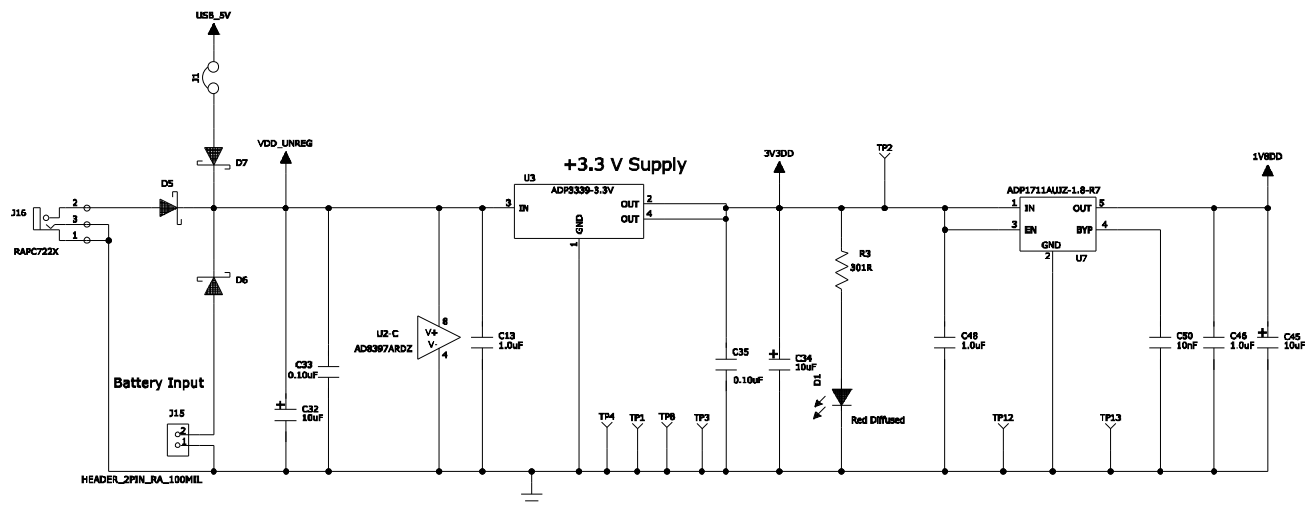 USB_5V
J1
D7
VDD_UNREG
D5
J16
2
3
1
RAPC722X
D6
Battery Input
J15
2
1
HEADER_2PIN_RA_100MIL
C32
10uF
C33
0.10uF
U2-C
AD8397ARDZ
V+
V-
8
4
C13
1.0uF
+3.3 V Supply
U3
ADP3339-3.3V
3
IN
OUT
2
OUT
4
GND
1
TP4
TP1
TP8
TP3
C35
0.10uF
3V3DD
C34
10uF
TP2
R3
301R
D1
Red Diffused
C48
1.0uF
ADP1711AUJZ-1.8-R7
1
IN
OUT
5
3
EN
BYP
4
GND
2
U7
TP12
TP13
C50
10nF
C46
1.0uF
1V8DD
C45
10uF